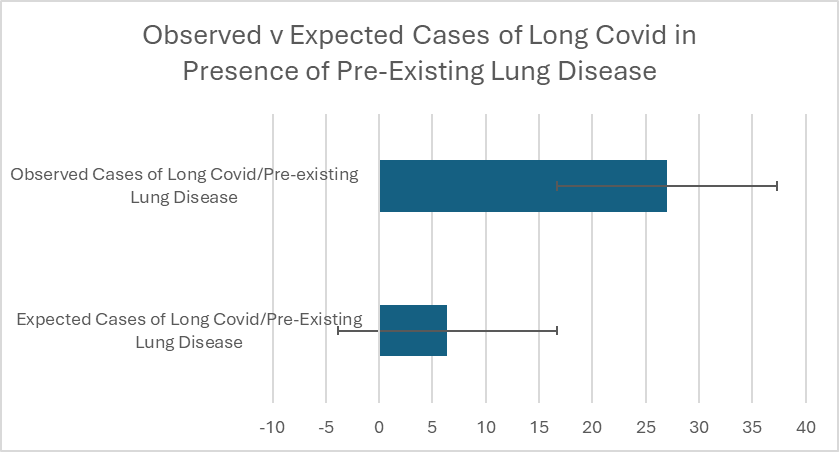 Observed v Expected Cases of Long Covid in
Presence of Pre-Existing Lung Disease
Observed Cases of Long Covid/Pre-existing
Lung Disease
Expected Cases of Long Covid/Pre-Existing
Lung Disease
-10 -5 0 5 10 15 20 25 30 35 40